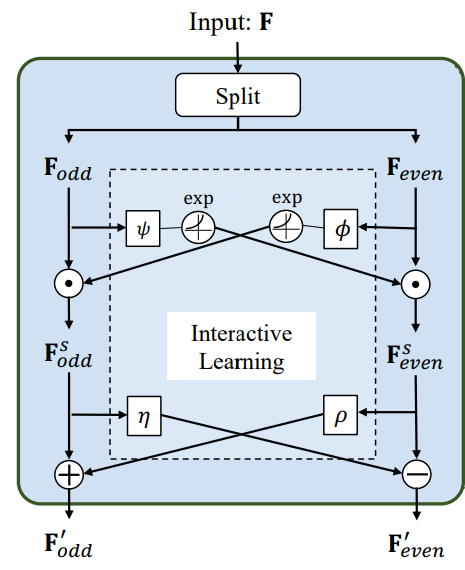 Input: F
Split
F_odd F_even
exp exp
ψ ϕ
⊙ ⊙
F^s_odd F^s_even
Interactive
Learning
η ρ
+ −
F′_odd F′_even